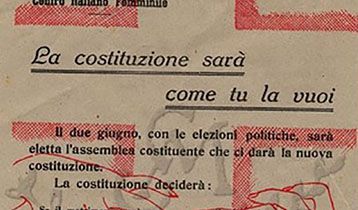 Centro Italiano Femminile
La costituzione sarà
come tu la vuoi
Il due giugno, con le elezioni politiche, sarà
eletta l'assemblea costituente che ci darà la nuova
costituzione.
La costituzione deciderà :